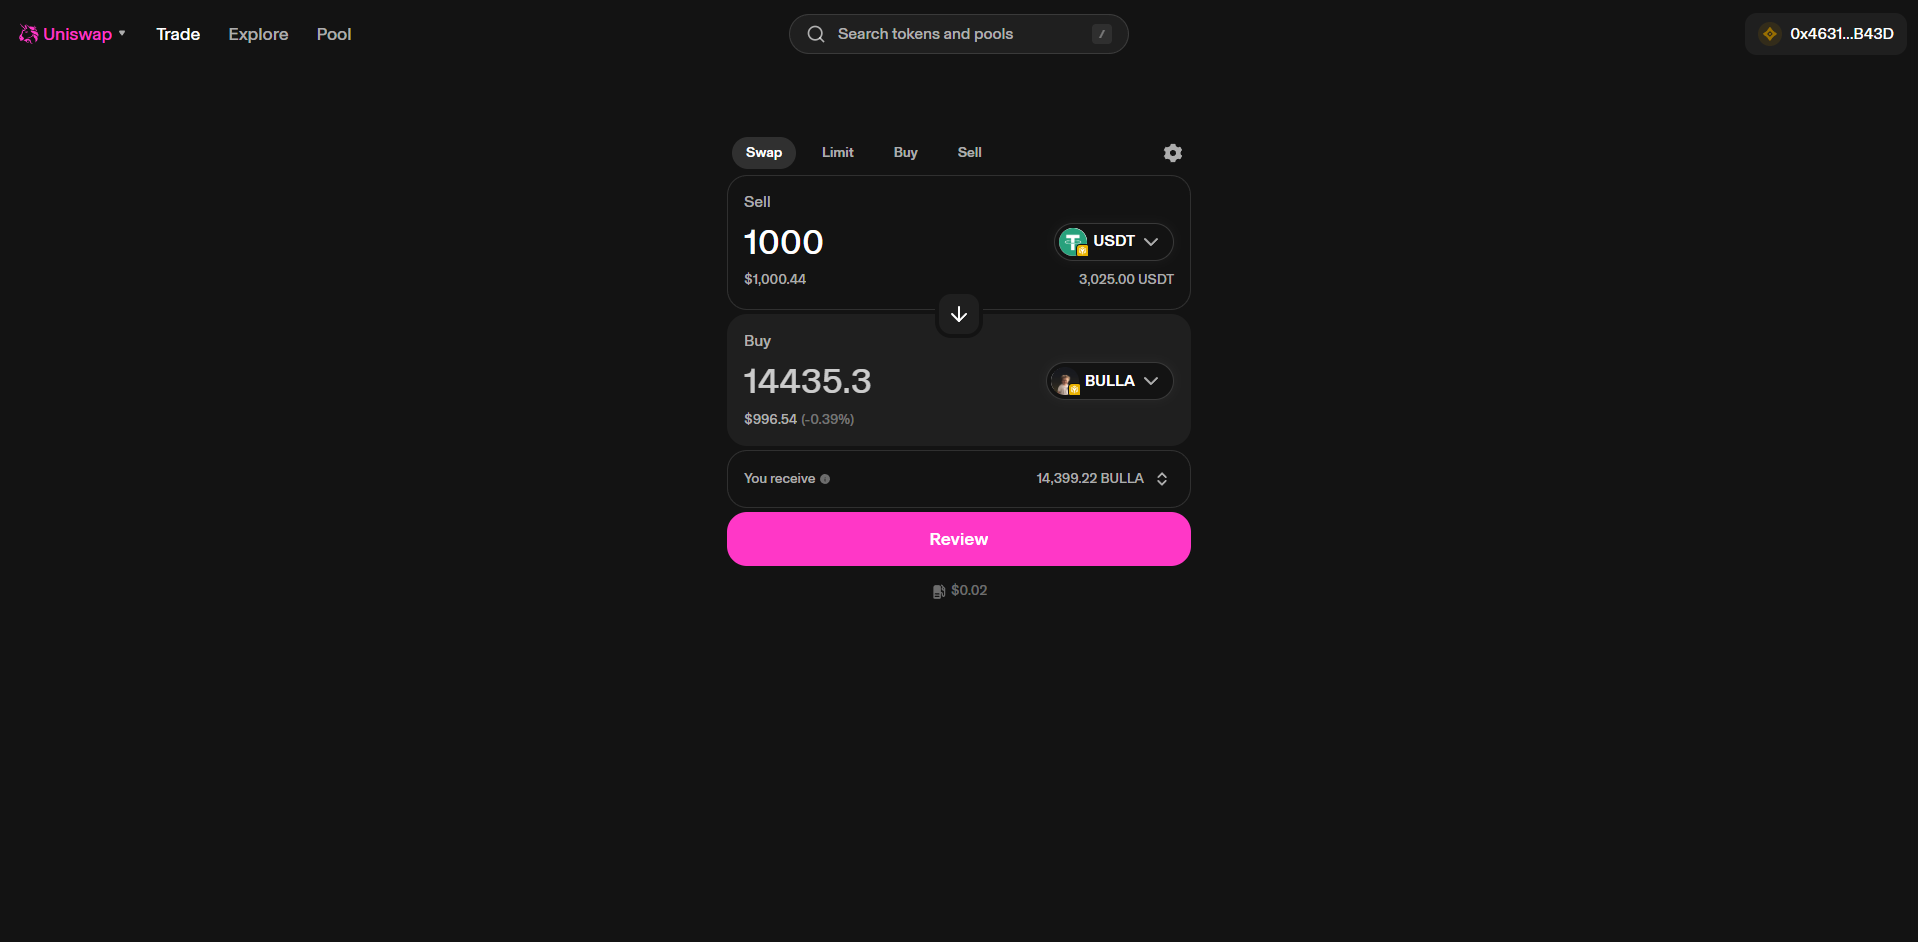 Uniswap Trade Explore Pool Search tokens and pools / 0x4631...B43D
Swap Limit Buy Sell
Sell
1000 USDT
$1,000.44 3,025.00 USDT
Buy
14435.3 BULLA
$996.54 (-0.39%)
You receive 14,399.22 BULLA
Review
$0.02